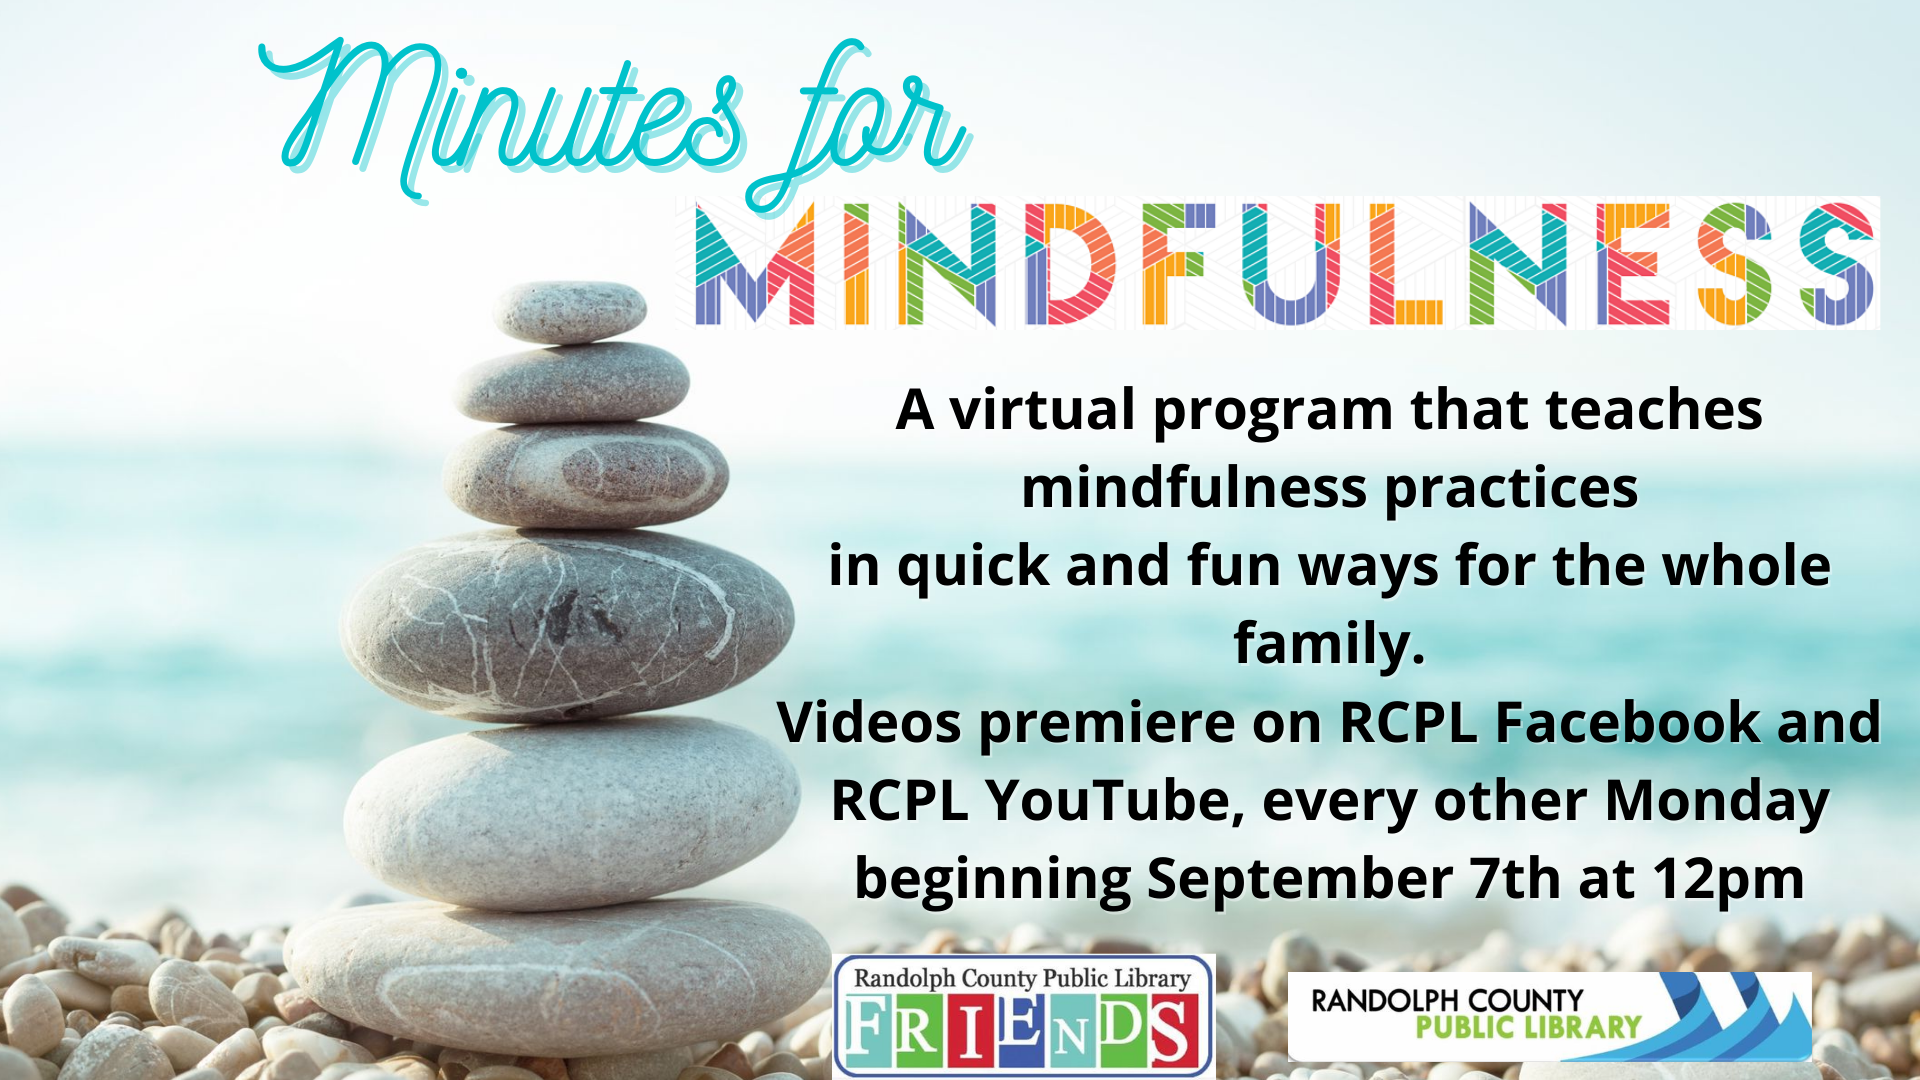 Minutes for
MINDFULNESS
A virtual program that teaches
mindfulness practices
in quick and fun ways for the whole
family.
Videos premiere on RCPL Facebook and
RCPL YouTube, every other Monday
beginning September 7th at 12pm
Randolph County Public Library
FRIENDS
RANDOLPH COUNTY
PUBLIC LIBRARY